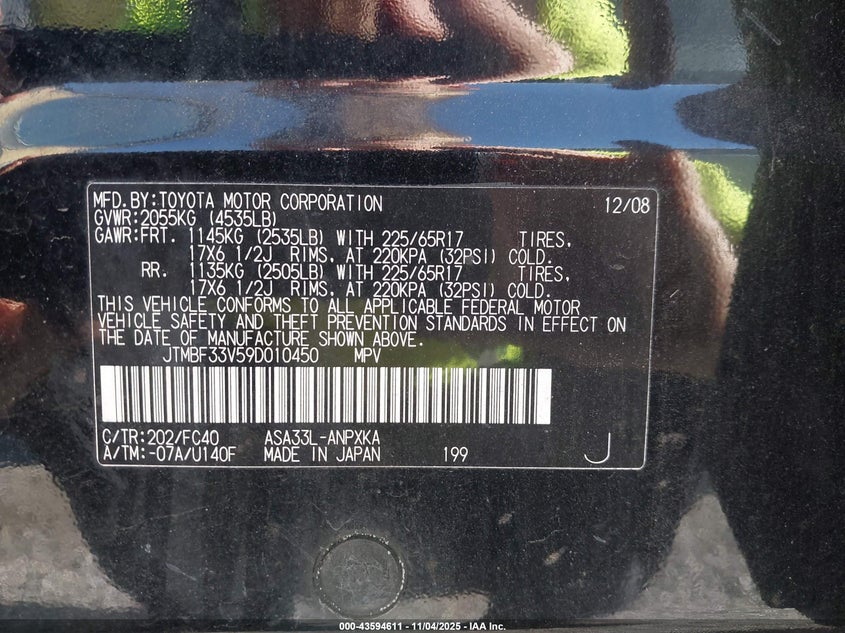 MFD.BY:TOYOTA MOTOR CORPORATION 12/08
GVWR:2055KG (4535LB)
GAWR:FRT. 1145KG (2535LB) WITH 225/65R17 TIRES,
17X6 1/2J RIMS, AT 220KPA (32PSI) COLD.
RR. 1135KG (2505LB) WITH 225/65R17 TIRES,
17X6 1/2J RIMS, AT 220KPA (32PSI) COLD.
THIS VEHICLE CONFORMS TO ALL APPLICABLE FEDERAL MOTOR
VEHICLE SAFETY AND THEFT PREVENTION STANDARDS IN EFFECT ON
THE DATE OF MANUFACTURE SHOWN ABOVE.
JTMBF33V59D010450 MPV
C/TR:202/FC40 ASA33L-ANPXKA
A/TM:-07A/U140F MADE IN JAPAN 199 J
000-43594611 - 11/04/2025 - IAA Inc.